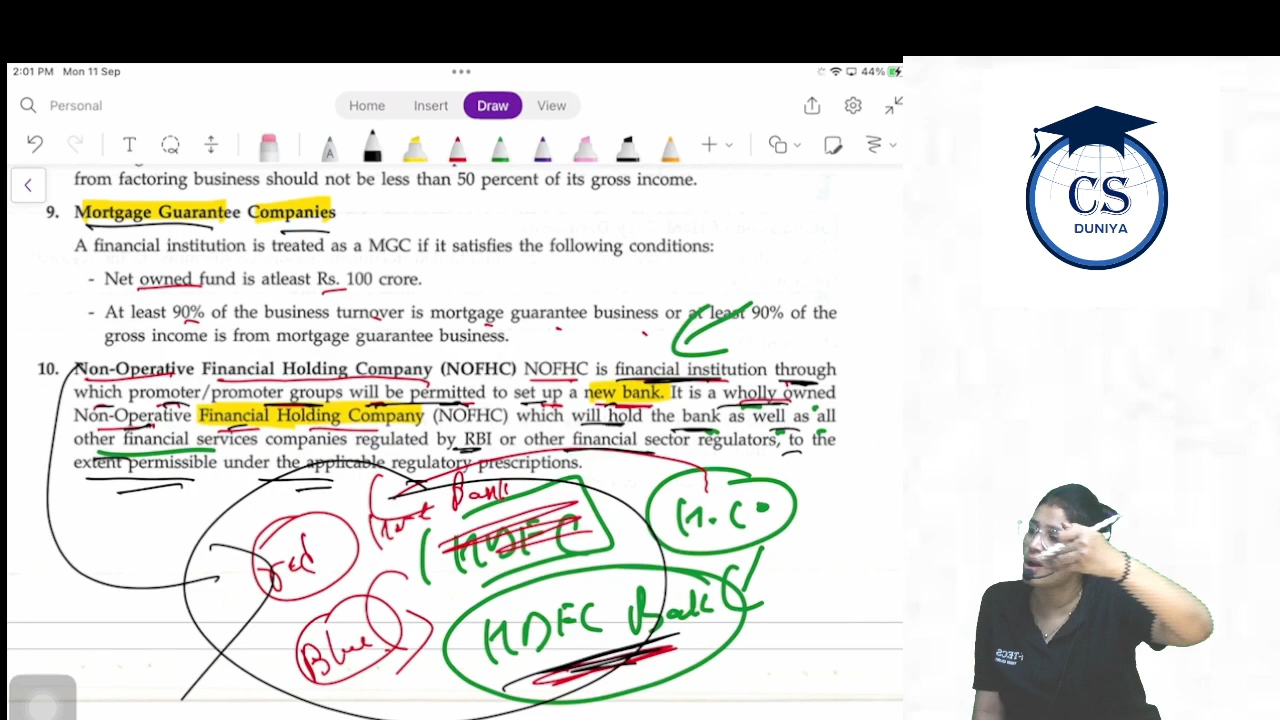 2:01 PM Mon 11 Sep
44%
Personal
Home Insert Draw View
from factoring business should not be less than 50 percent of its gross income.
9. Mortgage Guarantee Companies
A financial institution is treated as a MGC if it satisfies the following conditions:
- Net owned fund is atleast Rs. 100 crore.
- At least 90% of the business turnover is mortgage guarantee business or at least 90% of the
gross income is from mortgage guarantee business.
10. Non-Operative Financial Holding Company (NOFHC) NOFHC is financial institution through
which promoter/promoter groups will be permitted to set up a new bank. It is a wholly owned
Non-Operative Financial Holding Company (NOFHC) which will hold the bank as well as all
other financial services companies regulated by RBI or other financial sector regulators, to the
extent permissible under the applicable regulatory prescriptions.
Bank
HDFC
H.Co.
red
Blue
HDFC Bank
CS
DUNIYA